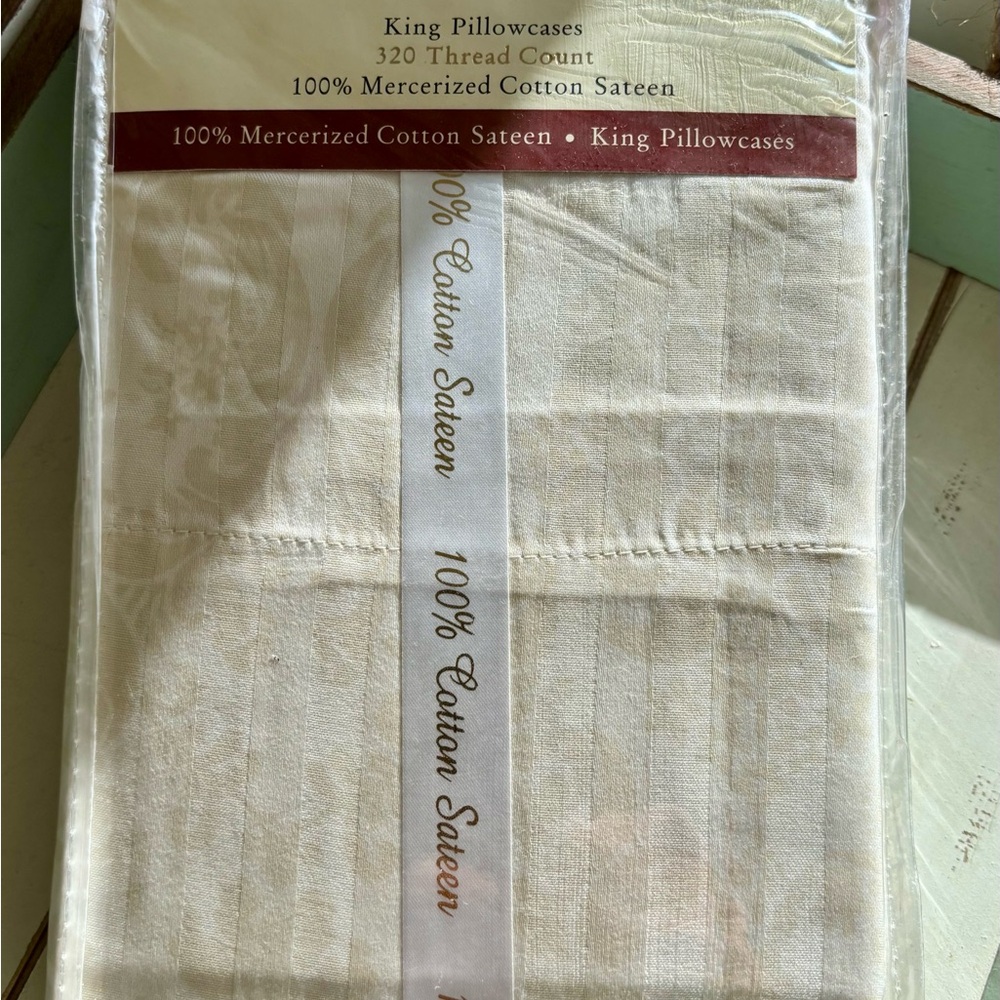 King Pillowcases
320 Thread Count
100% Mercerized Cotton Sateen
100% Mercerized Cotton Sateen • King Pillowcases
00% Cotton Sateen
100% Cotton Sateen
1